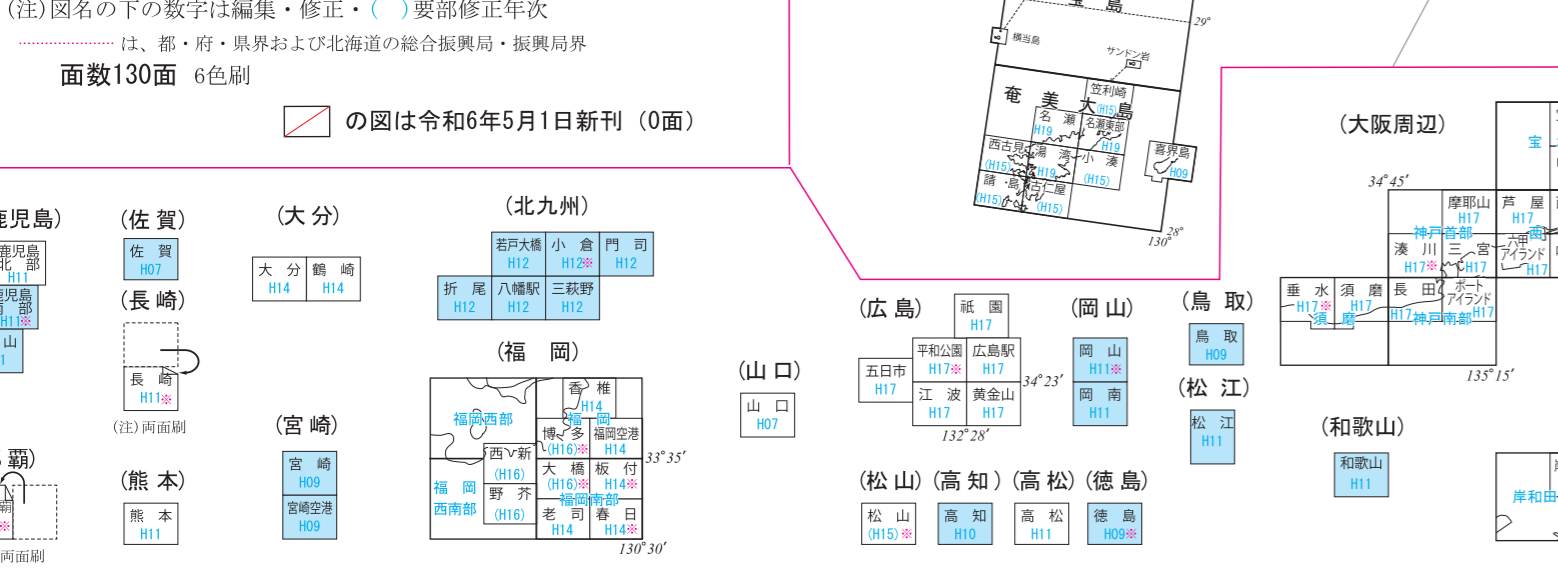 (注)図名の下の数字は編集・修正・( )要部修正年次
は、都・府・県界および北海道の総合振興局・振興局界
面数130面 6色刷
の図は令和6年5月1日新刊(0面)
島
29°
横当島
サンドン岩
奄美大島
笠利崎
(H15)
名瀬
H19
名瀬東部
H19
西古見
(H15)
湯湾
H19
小湊
(H15)
諸島
(H15)
古仁屋
(H15)
喜界島
H09
28°
130°
(大阪周辺)
34°45′
宝
摩耶山
H17
芦屋
H17
神戸首部
湊川
H17※
三宮
H17
六甲
アイランド
H17
垂水
H17※
須磨
H17
長田
H17
ポート
アイランド
H17
須磨
神戸南部
135°15′
鹿児島
北部
H11
部
H11※
山
(佐賀)
佐賀
H07
(長崎)
長崎
H11※
(注)両面刷
(熊本)
熊本
H11
覇)
両面刷
(大分)
大分
H14
鶴崎
H14
(宮崎)
宮崎
H09
宮崎空港
H09
(北九州)
若戸大橋
H12
小倉
H12※
門司
H12
折尾
H12
八幡駅
H12
三萩野
H12
(福岡)
香椎
H14
福岡西部
福岡
博多
(H16)※
福岡空港
H14
西新
(H16)
33°35′
大橋
(H16)※
板付
H14※
福岡
西南部
野芥
(H16)
福岡南部
老司
H14
春日
H14※
130°30′
(山口)
山口
H07
(広島)
祇園
H17
平和公園
H17※
広島駅
H17
五日市
H17
34°23′
江波
H17
黄金山
H17
132°28′
(岡山)
岡山
H11※
岡南
H11
(鳥取)
鳥取
H09
(松江)
松江
H11
(松山)
松山
(H15)※
(高知)
高知
H10
(高松)
高松
H11
(徳島)
徳島
H09※
(和歌山)
和歌山
H11
岸和田